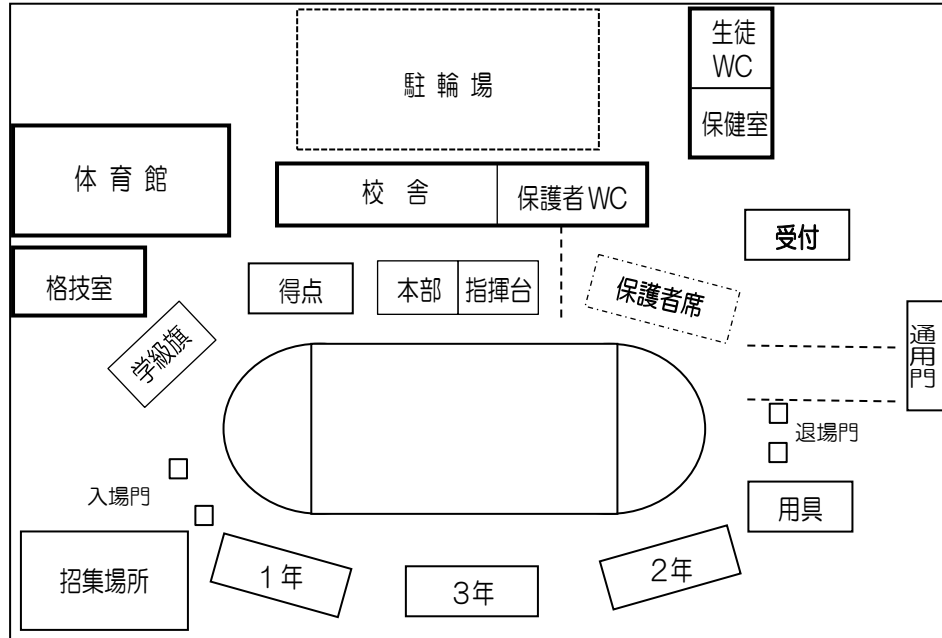 駐輪場
生徒
WC
保健室
体育館
校舎
保護者WC
受付
格技室
得点
本部
指揮台
保護者席
学級旗
通用門
退場門
入場門
用具
招集場所
1年
3年
2年